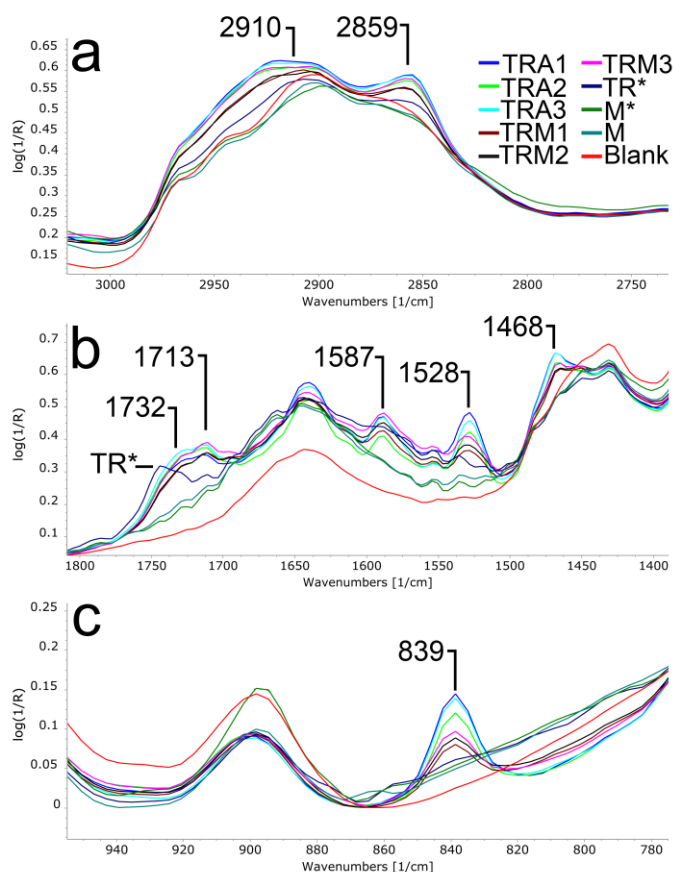 2910 2859
a
0.65
0.6
0.55
0.5
0.45
0.4
0.35
0.3
0.25
0.2
0.15
log(1/R)
TRA1 TRM3
TRA2 TR*
TRA3 M*
TRM1 M
TRM2 Blank
3000 2950 2900 2850 2800 2750
Wavenumbers [1/cm]
b
0.7
0.6
0.5
0.4
0.3
0.2
0.1
log(1/R)
1732 1713 1587 1528 1468
TR*
1800 1750 1700 1650 1600 1550 1500 1450 1400
Wavenumbers [1/cm]
c
0.25
0.2
0.15
0.1
0.05
0
log(1/R)
839
940 920 900 880 860 840 820 800 780
Wavenumbers [1/cm]